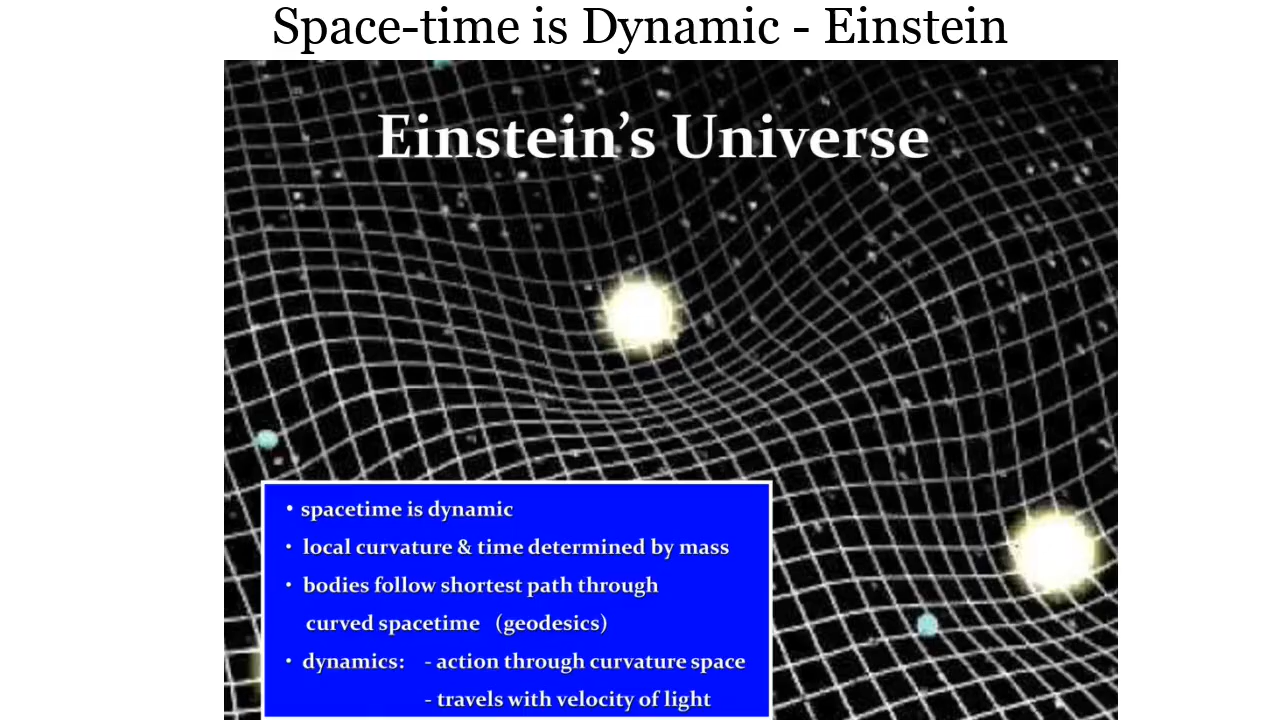 Space-time is Dynamic - Einstein
Einstein’s Universe
• spacetime is dynamic
• local curvature & time determined by mass
• bodies follow shortest path through
curved spacetime (geodesics)
• dynamics: - action through curvature space
- travels with velocity of light